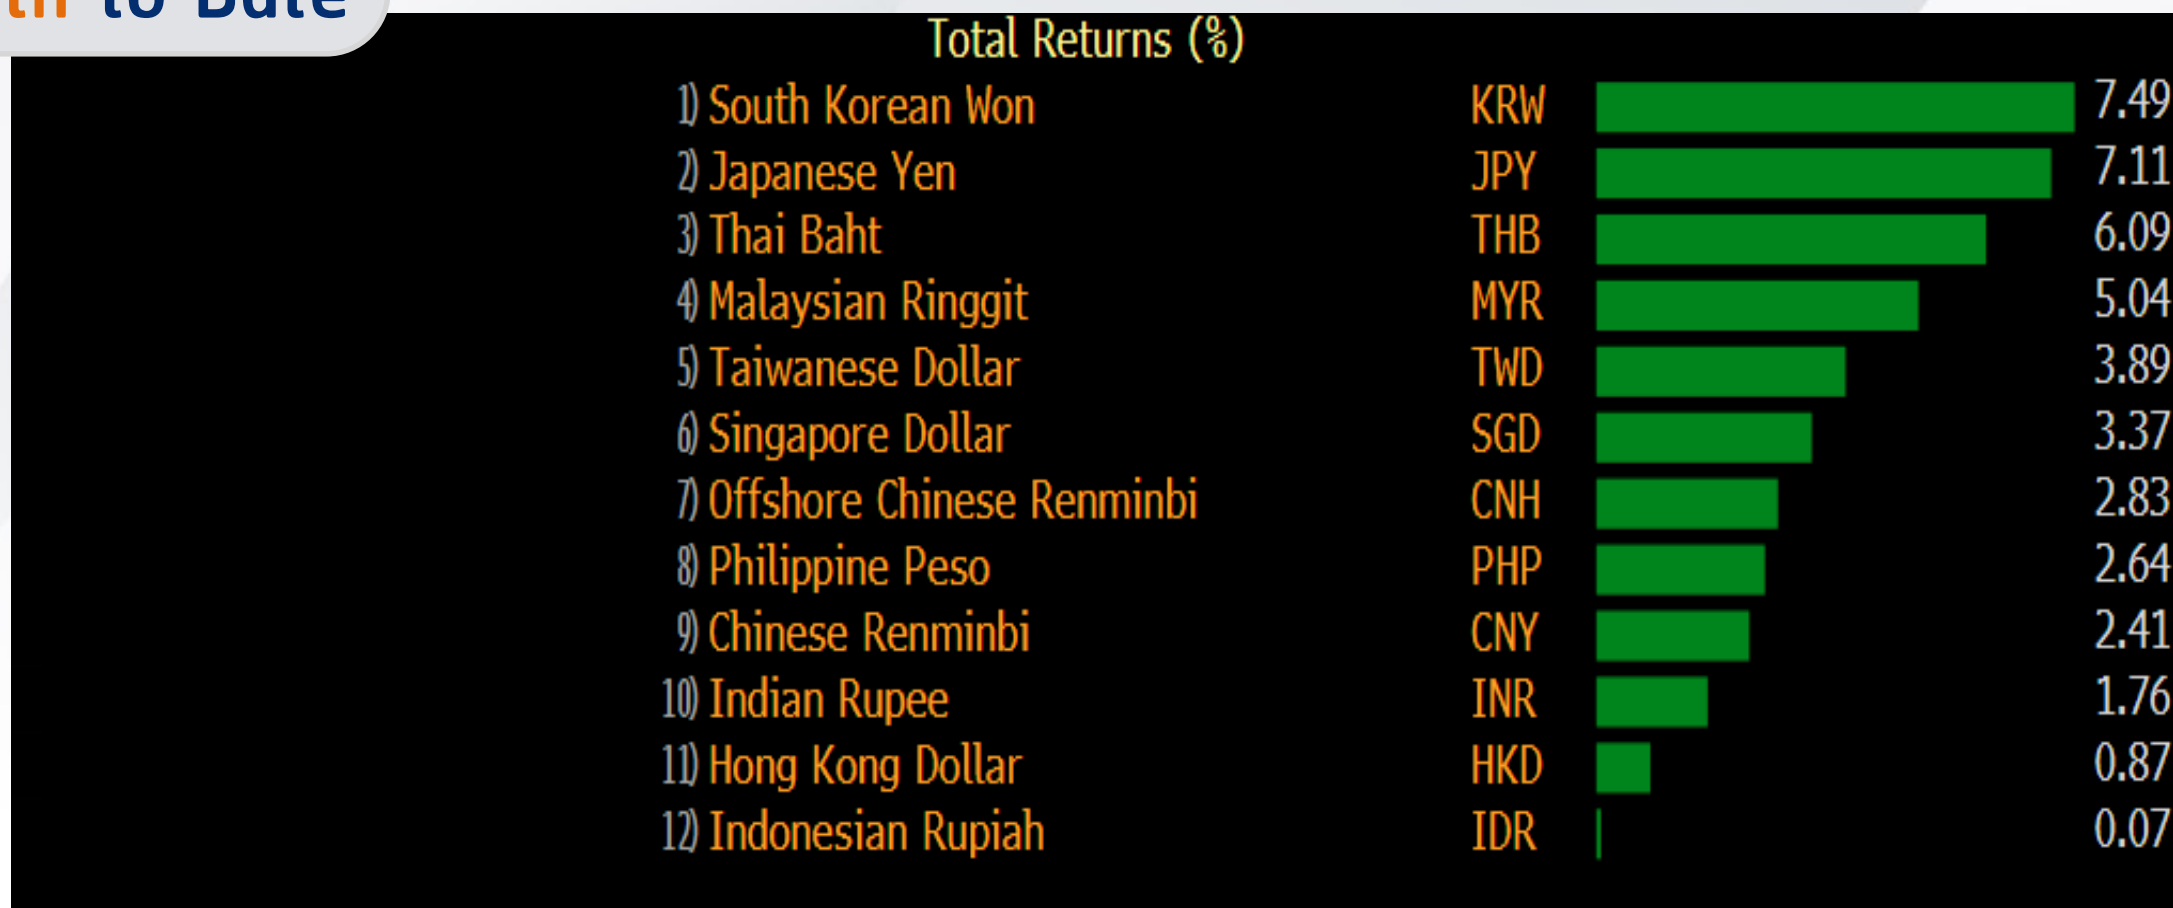 to Date
Total Returns (%)
1) South Korean Won KRW 7.49
2) Japanese Yen JPY 7.11
3) Thai Baht THB 6.09
4) Malaysian Ringgit MYR 5.04
5) Taiwanese Dollar TWD 3.89
6) Singapore Dollar SGD 3.37
7) Offshore Chinese Renminbi CNH 2.83
8) Philippine Peso PHP 2.64
9) Chinese Renminbi CNY 2.41
10) Indian Rupee INR 1.76
11) Hong Kong Dollar HKD 0.87
12) Indonesian Rupiah IDR 0.07